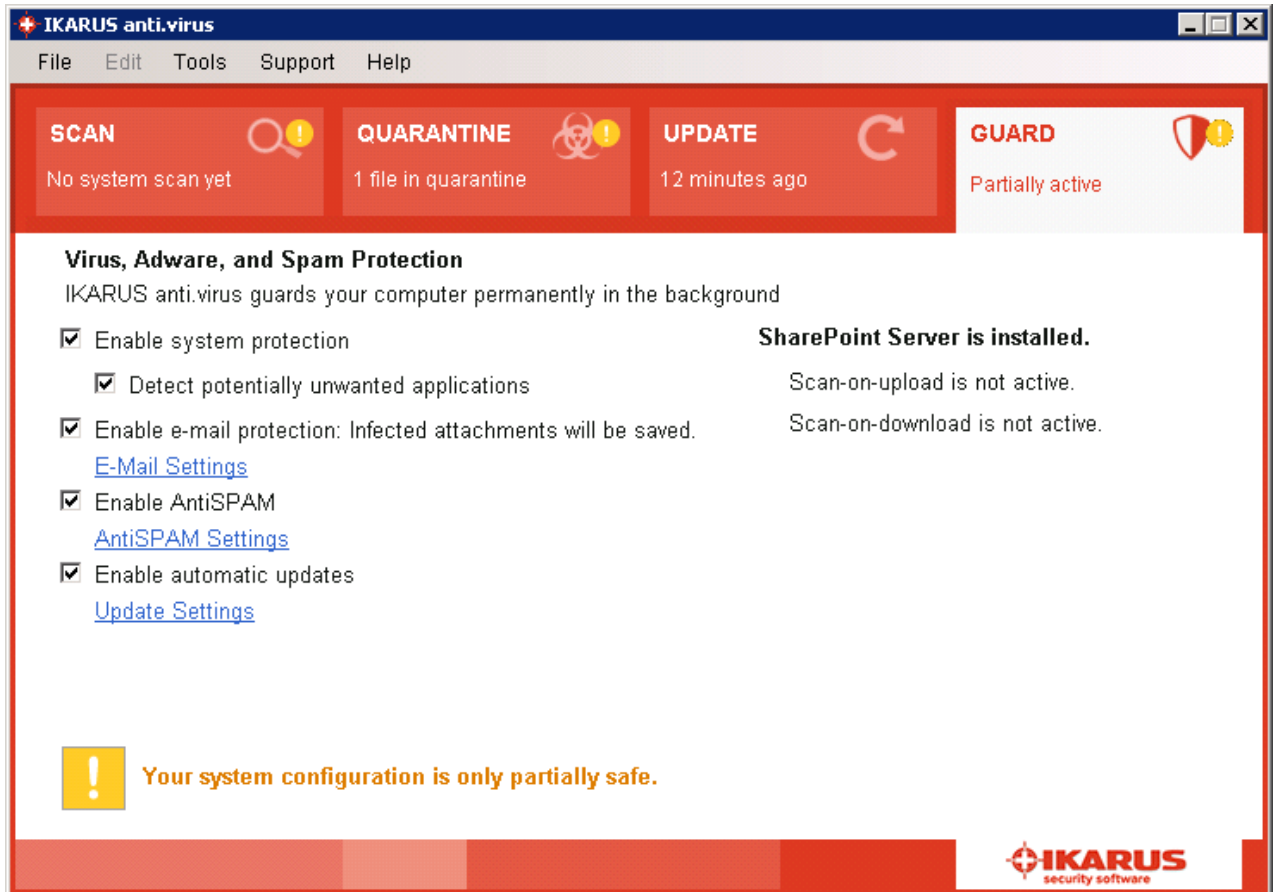 IKARUS anti.virus
File Edit Tools Support Help
SCAN
No system scan yet
QUARANTINE
1 file in quarantine
UPDATE
12 minutes ago
GUARD
Partially active
Virus, Adware, and Spam Protection
IKARUS anti.virus guards your computer permanently in the background
Enable system protection
Detect potentially unwanted applications
Enable e-mail protection: Infected attachments will be saved.
E-Mail Settings
Enable AntiSPAM
AntiSPAM Settings
Enable automatic updates
Update Settings
SharePoint Server is installed.
Scan-on-upload is not active.
Scan-on-download is not active.
Your system configuration is only partially safe.
IKARUS
security software